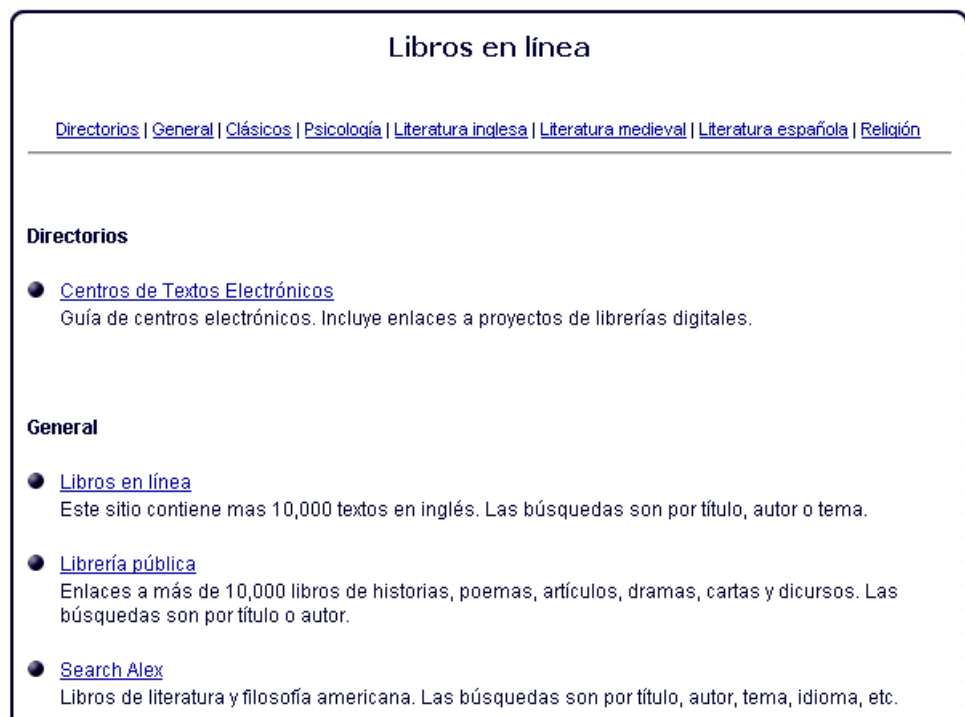 Libros en línea
Directorios | General | Clásicos | Psicología | Literatura inglesa | Literatura medieval | Literatura española | Religión
Directorios
Centros de Textos Electrónicos
Guía de centros electrónicos. Incluye enlaces a proyectos de librerías digitales.
General
Libros en línea
Este sitio contiene mas 10,000 textos en inglés. Las búsquedas son por título, autor o tema.
Librería pública
Enlaces a más de 10,000 libros de historias, poemas, artículos, dramas, cartas y dicursos. Las
búsquedas son por título o autor.
Search Alex
Libros de literatura y filosofía americana. Las búsquedas son por título, autor, tema, idioma, etc.